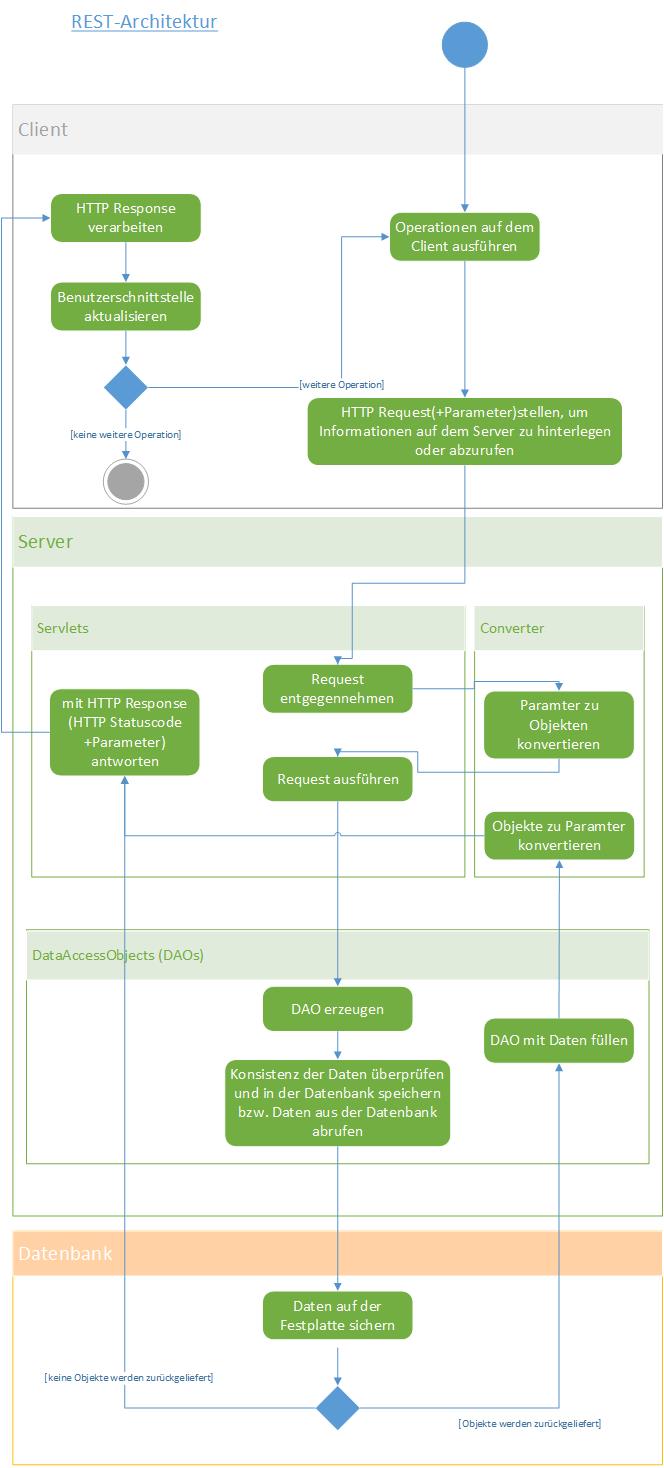 REST-Architektur
Client
HTTP Response
verarbeiten
Operationen auf dem
Client ausführen
Benutzerschnittstelle
aktualisieren
[weitere Operation]
HTTP Request(+Parameter)stellen, um
Informationen auf dem Server zu hinterlegen
oder abzurufen
[keine weitere Operation]
Server
Servlets
Converter
Request
entgegennehmen
mit HTTP Response
(HTTP Statuscode
+Parameter)
antworten
Paramter zu
Objekten
konvertieren
Request ausführen
Objekte zu Paramter
konvertieren
DataAccessObjects (DAOs)
DAO erzeugen
DAO mit Daten füllen
Konsistenz der Daten überprüfen
und in der Datenbank speichern
bzw. Daten aus der Datenbank
abrufen
Datenbank
Daten auf der
Festplatte sichern
[keine Objekte werden zurückgeliefert]
[Objekte werden zurückgeliefert]